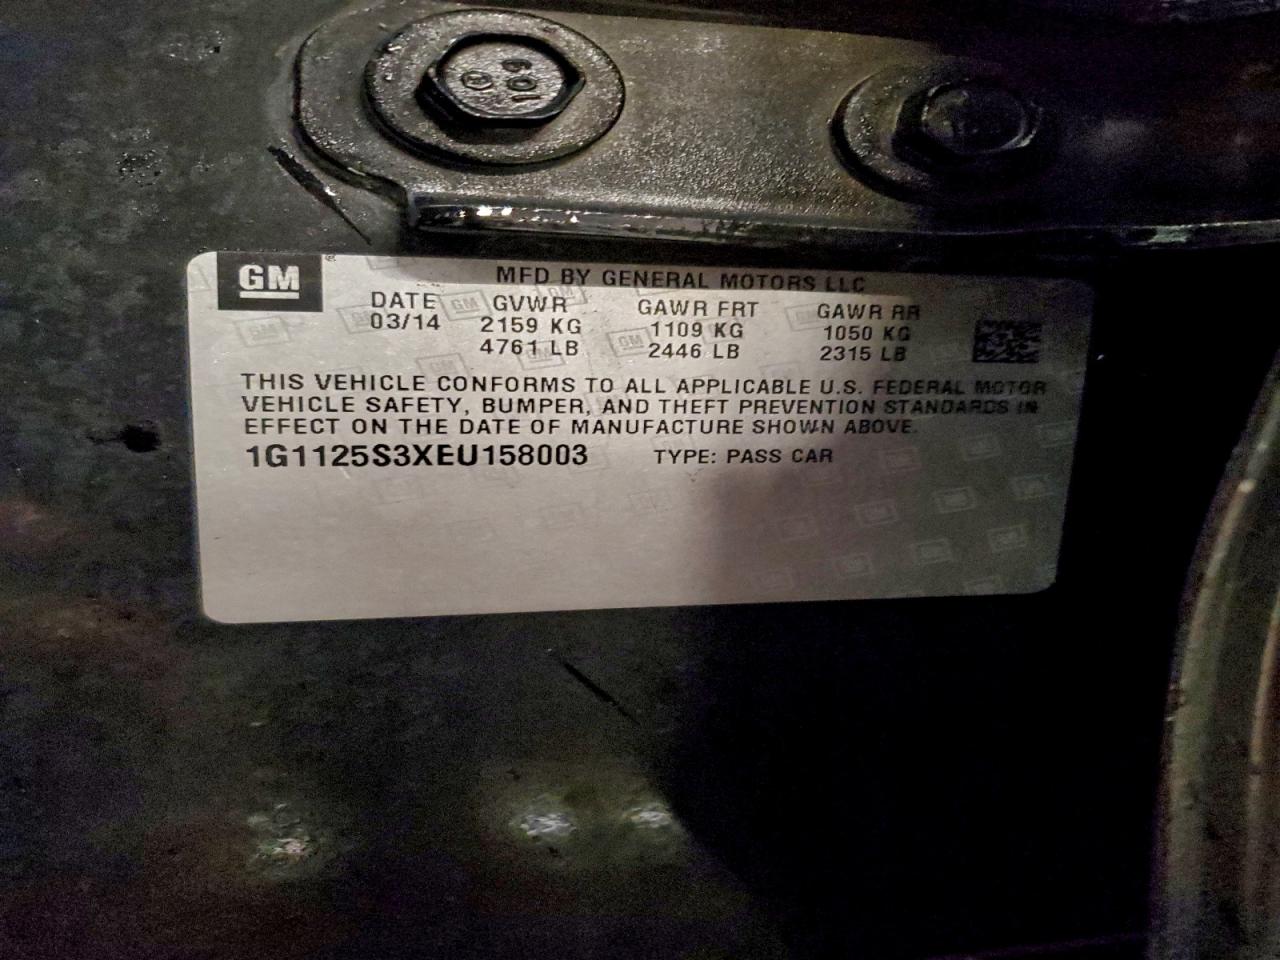 109
GM
MFD BY GENERAL MOTORS LLC
DATE GVWR GAWR FRT GAWR RR
03/14 2159 KG 1109 KG 1050 KG
4761 LB 2446 LB 2315 LB
THIS VEHICLE CONFORMS TO ALL APPLICABLE U.S. FEDERAL MOTOR
VEHICLE SAFETY, BUMPER, AND THEFT PREVENTION STANDARDS IN
EFFECT ON THE DATE OF MANUFACTURE SHOWN ABOVE.
1G1125S3XEU158003 TYPE: PASS CAR